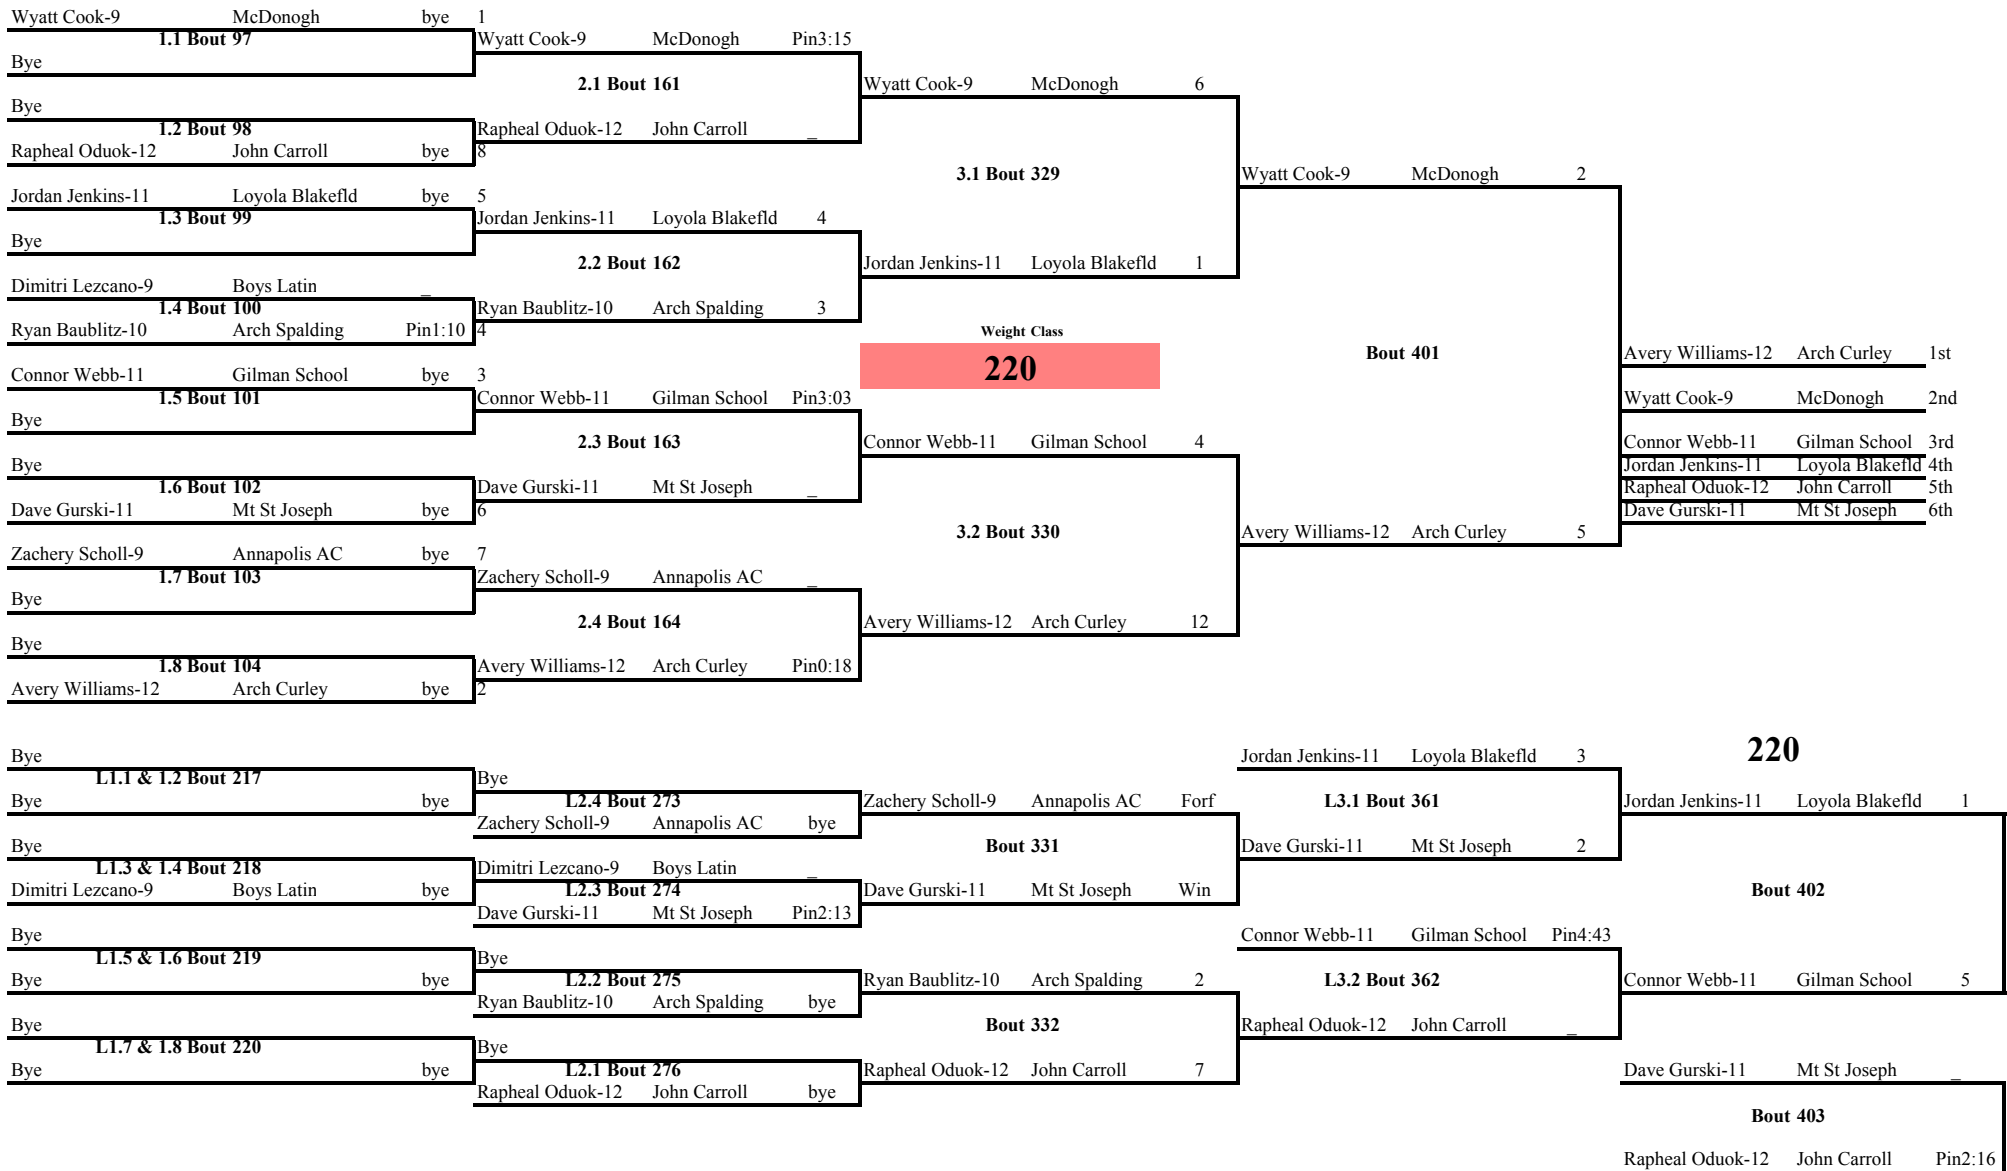 Wyatt Cook-9 McDonogh bye 1
1.1 Bout 97
Bye
Bye
1.2 Bout 98
Rapheal Oduok-12 John Carroll bye 8
Jordan Jenkins-11 Loyola Blakefld bye 5
1.3 Bout 99
Bye
Dimitri Lezcano-9 Boys Latin _
1.4 Bout 100
Ryan Baublitz-10 Arch Spalding Pin1:10 4
Connor Webb-11 Gilman School bye 3
1.5 Bout 101
Bye
Bye
1.6 Bout 102
Dave Gurski-11 Mt St Joseph bye 6
Zachery Scholl-9 Annapolis AC bye 7
1.7 Bout 103
Bye
Bye
1.8 Bout 104
Avery Williams-12 Arch Curley bye 2
Wyatt Cook-9 McDonogh Pin3:15
2.1 Bout 161
Rapheal Oduok-12 John Carroll _
Jordan Jenkins-11 Loyola Blakefld 4
2.2 Bout 162
Ryan Baublitz-10 Arch Spalding 3
Connor Webb-11 Gilman School Pin3:03
2.3 Bout 163
Dave Gurski-11 Mt St Joseph _
Zachery Scholl-9 Annapolis AC _
2.4 Bout 164
Avery Williams-12 Arch Curley Pin0:18
Wyatt Cook-9 McDonogh 6
3.1 Bout 329
Jordan Jenkins-11 Loyola Blakefld 1
Weight Class
220
Connor Webb-11 Gilman School 4
3.2 Bout 330
Avery Williams-12 Arch Curley 12
Wyatt Cook-9 McDonogh 2
Bout 401
Avery Williams-12 Arch Curley 5
Avery Williams-12 Arch Curley 1st
Wyatt Cook-9 McDonogh 2nd
Connor Webb-11 Gilman School 3rd
Jordan Jenkins-11 Loyola Blakefld 4th
Rapheal Oduok-12 John Carroll 5th
Dave Gurski-11 Mt St Joseph 6th
Bye
L1.1 & 1.2 Bout 217
Bye bye
Bye
L1.3 & 1.4 Bout 218
Dimitri Lezcano-9 Boys Latin bye
Bye
L1.5 & 1.6 Bout 219
Bye bye
Bye
L1.7 & 1.8 Bout 220
Bye bye
Bye
L2.4 Bout 273
Zachery Scholl-9 Annapolis AC bye
Dimitri Lezcano-9 Boys Latin _
L2.3 Bout 274
Dave Gurski-11 Mt St Joseph Pin2:13
Bye
L2.2 Bout 275
Ryan Baublitz-10 Arch Spalding bye
Bye
L2.1 Bout 276
Rapheal Oduok-12 John Carroll bye
Zachery Scholl-9 Annapolis AC Forf
Bout 331
Dave Gurski-11 Mt St Joseph Win
Ryan Baublitz-10 Arch Spalding 2
Bout 332
Rapheal Oduok-12 John Carroll 7
Jordan Jenkins-11 Loyola Blakefld 3
L3.1 Bout 361
Dave Gurski-11 Mt St Joseph 2
Connor Webb-11 Gilman School Pin4:43
L3.2 Bout 362
Rapheal Oduok-12 John Carroll _
220
Jordan Jenkins-11 Loyola Blakefld 1
Bout 402
Connor Webb-11 Gilman School 5
Dave Gurski-11 Mt St Joseph _
Bout 403
Rapheal Oduok-12 John Carroll Pin2:16